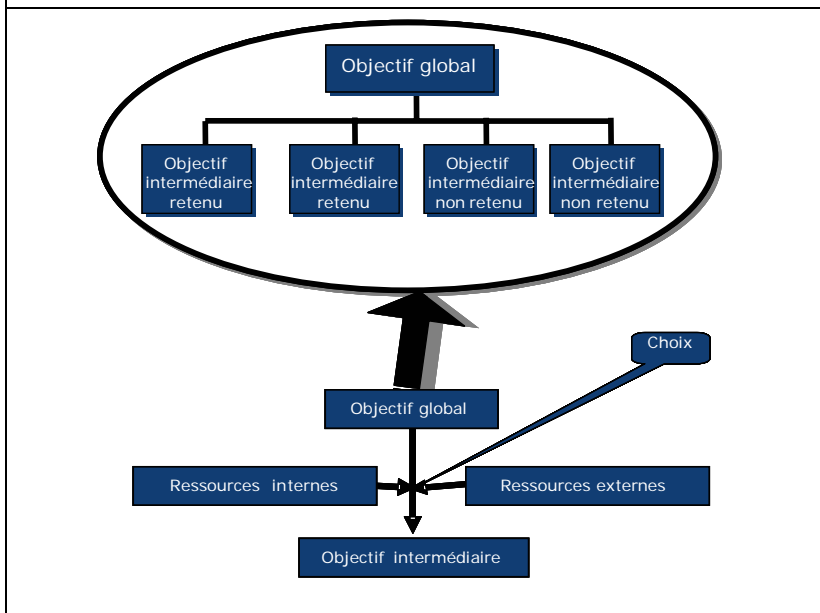 Objectif global
Objectif
intermédiaire
retenu
Objectif
intermédiaire
retenu
Objectif
intermédiaire
non retenu
Objectif
intermédiaire
non retenu
Choix
Objectif global
Ressources internes
Ressources externes
Objectif intermédiaire